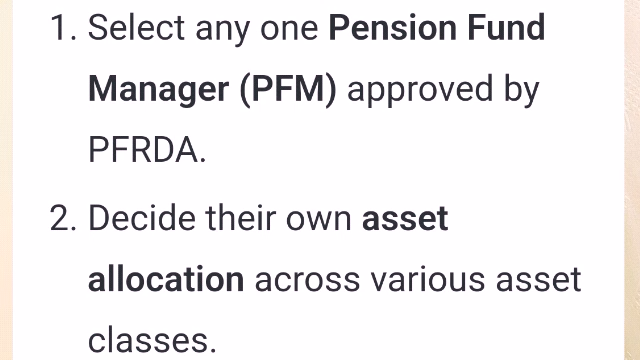 1. Select any one Pension Fund
Manager (PFM) approved by
PFRDA.
2. Decide their own asset
allocation across various asset
classes.